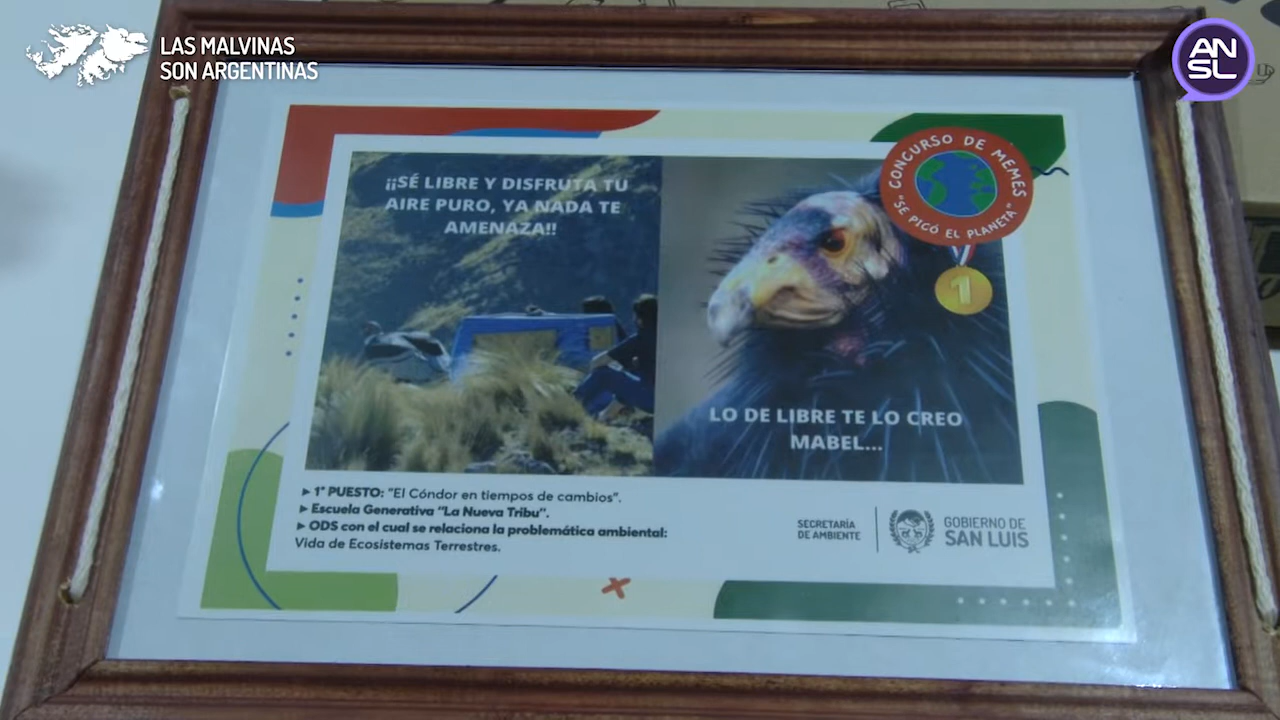 LAS MALVINAS
SON ARGENTINAS
AN
SL
CONCURSO DE MEMES
"SE PICÓ EL PLANETA"
1
¡¡SÉ LIBRE Y DISFRUTA TU
AIRE PURO, YA NADA TE
AMENAZA!!
LO DE LIBRE TE LO CREO
MABEL...
►1° PUESTO: "El Cóndor en tiempos de cambios".
►Escuela Generativa "La Nueva Tribu".
►ODS con el cual se relaciona la problemática ambiental:
Vida de Ecosistemas Terrestres.
SECRETARÍA
DE AMBIENTE
GOBIERNO DE
SAN LUIS